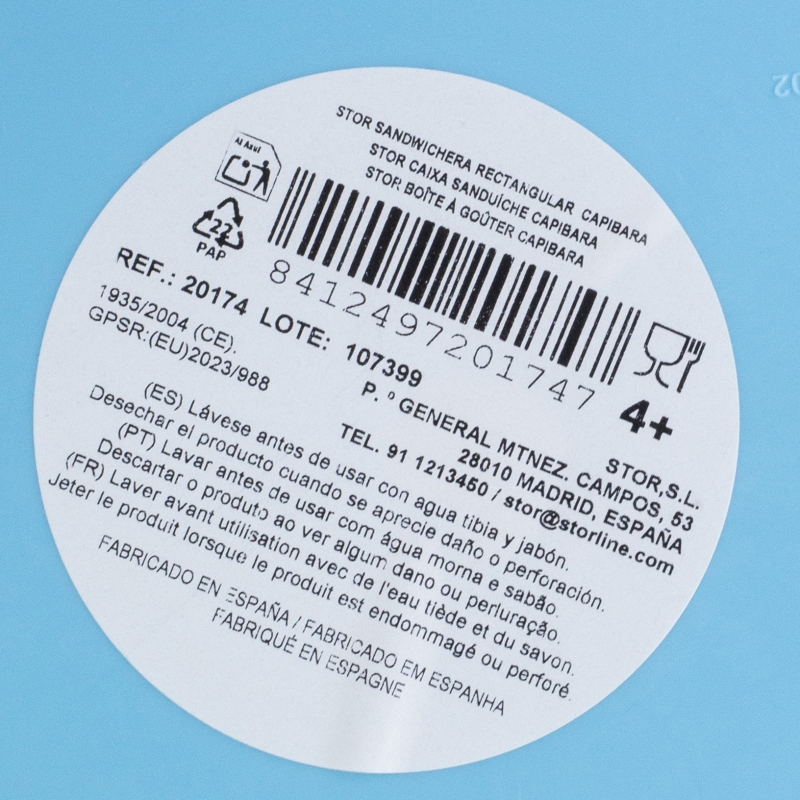 STOR SANDWICHERA RECTANGULAR CAPIBARA
STOR CAIXA SANDUÍCHE CAPIBARA
STOR BOÎTE À GOÛTER CAPIBARA
Al Azul
22
PAP
8412497201747
4+
REF.: 20174 LOTE: 107399
1935/2004 (CE).
GPSR:(EU)2023/988
STOR,S.L.
P. º GENERAL MTNEZ. CAMPOS, 53
28010 MADRID, ESPAÑA
TEL. 91 1213450 / stor@storline.com
(ES) Lávese antes de usar con agua tibia y jabón.
Desechar el producto cuando se aprecie daño o perforación.
(PT) Lavar antes de usar com água morna e sabão.
Descartar o produto ao ver algum dano ou perluração.
(FR) Laver avant utilisation avec de l'eau tiède et du savon.
Jeter le produit lorsque le produit est endommagé ou perforé.
FABRICADO EN ESPAÑA / FABRICADO EM ESPANHA
FABRIQUÉ EN ESPAGNE